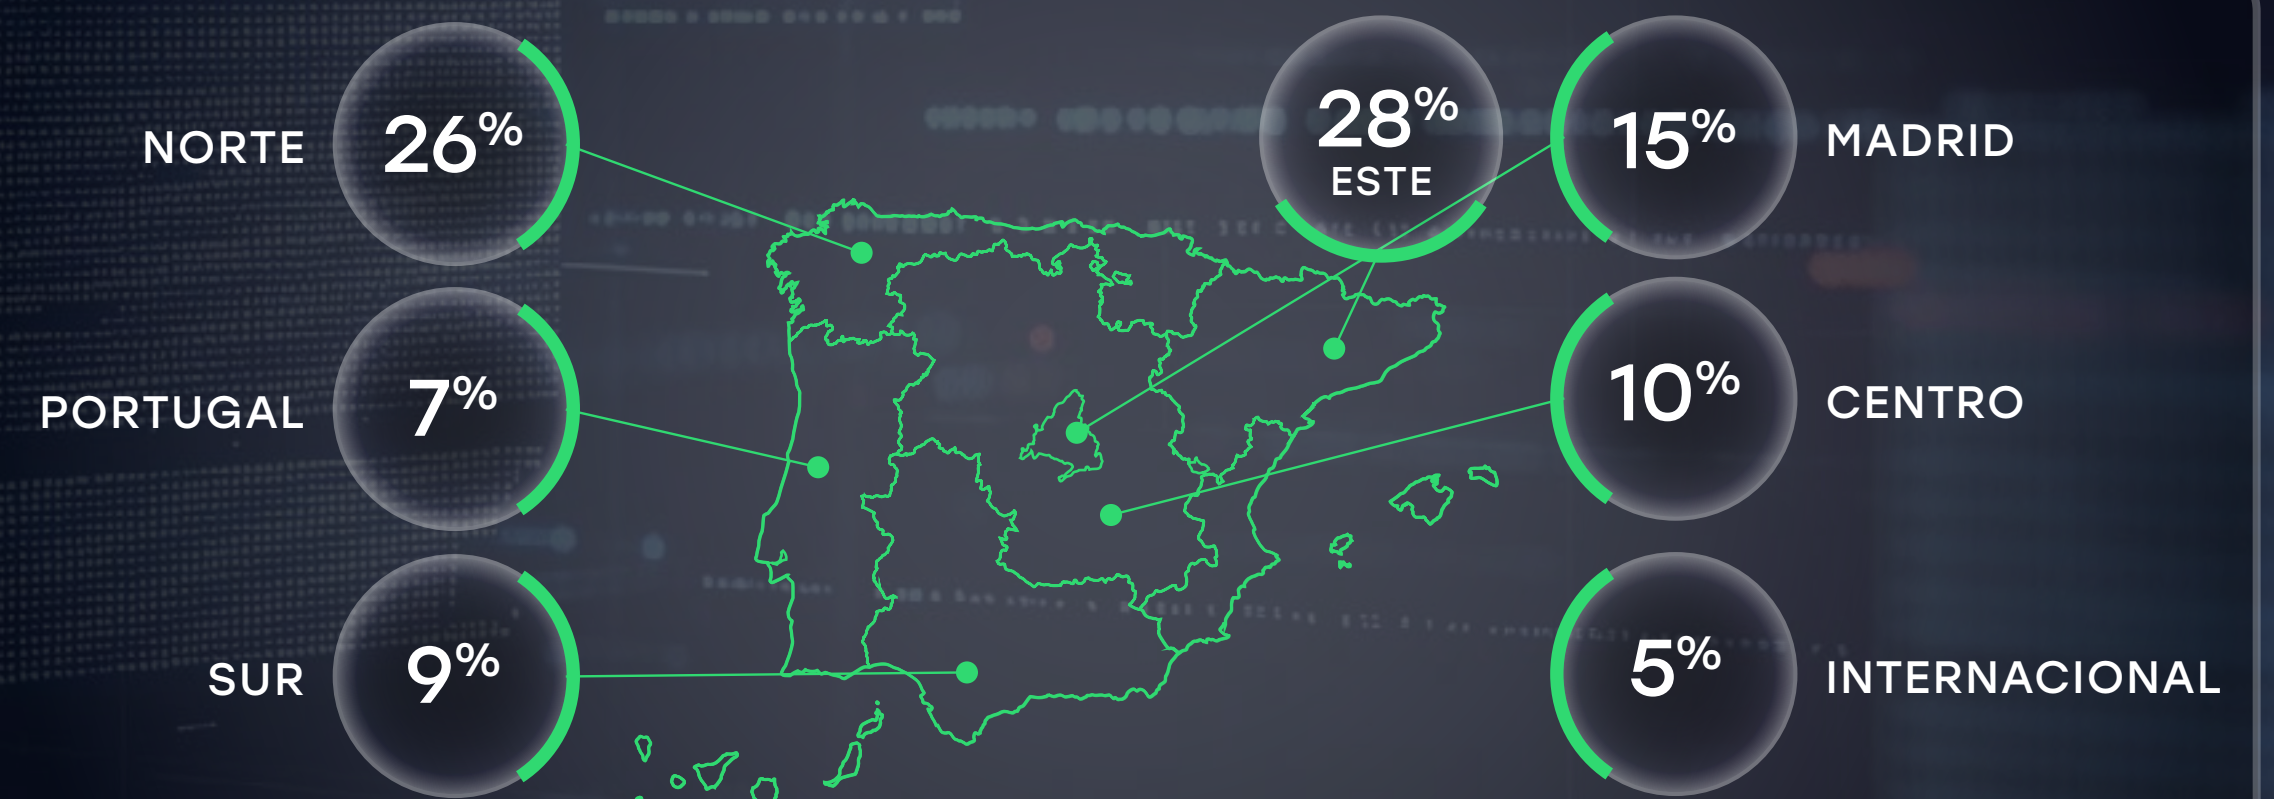 NORTE
26%
28%
ESTE
15%
MADRID
PORTUGAL
7%
10%
CENTRO
SUR
9%
5%
INTERNACIONAL